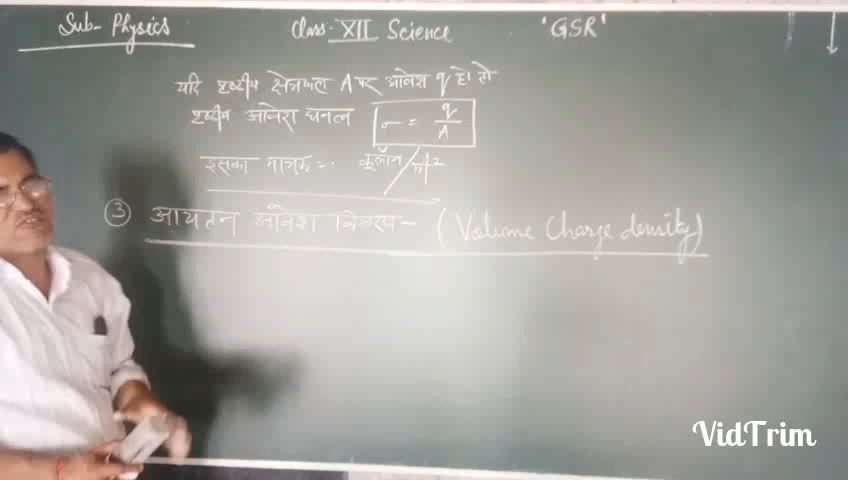 Sub- Physics Class- XII Science 'GSR'
यदि पृष्ठीय क्षेत्रफल A पर आवेश q हो तो
पृष्ठीय आवेश घनत्व σ = q/A
इसका मात्रक :- कूलॉम / मी²
③ आयतन आवेश वितरण - (Volume Charge density)
VidTrim